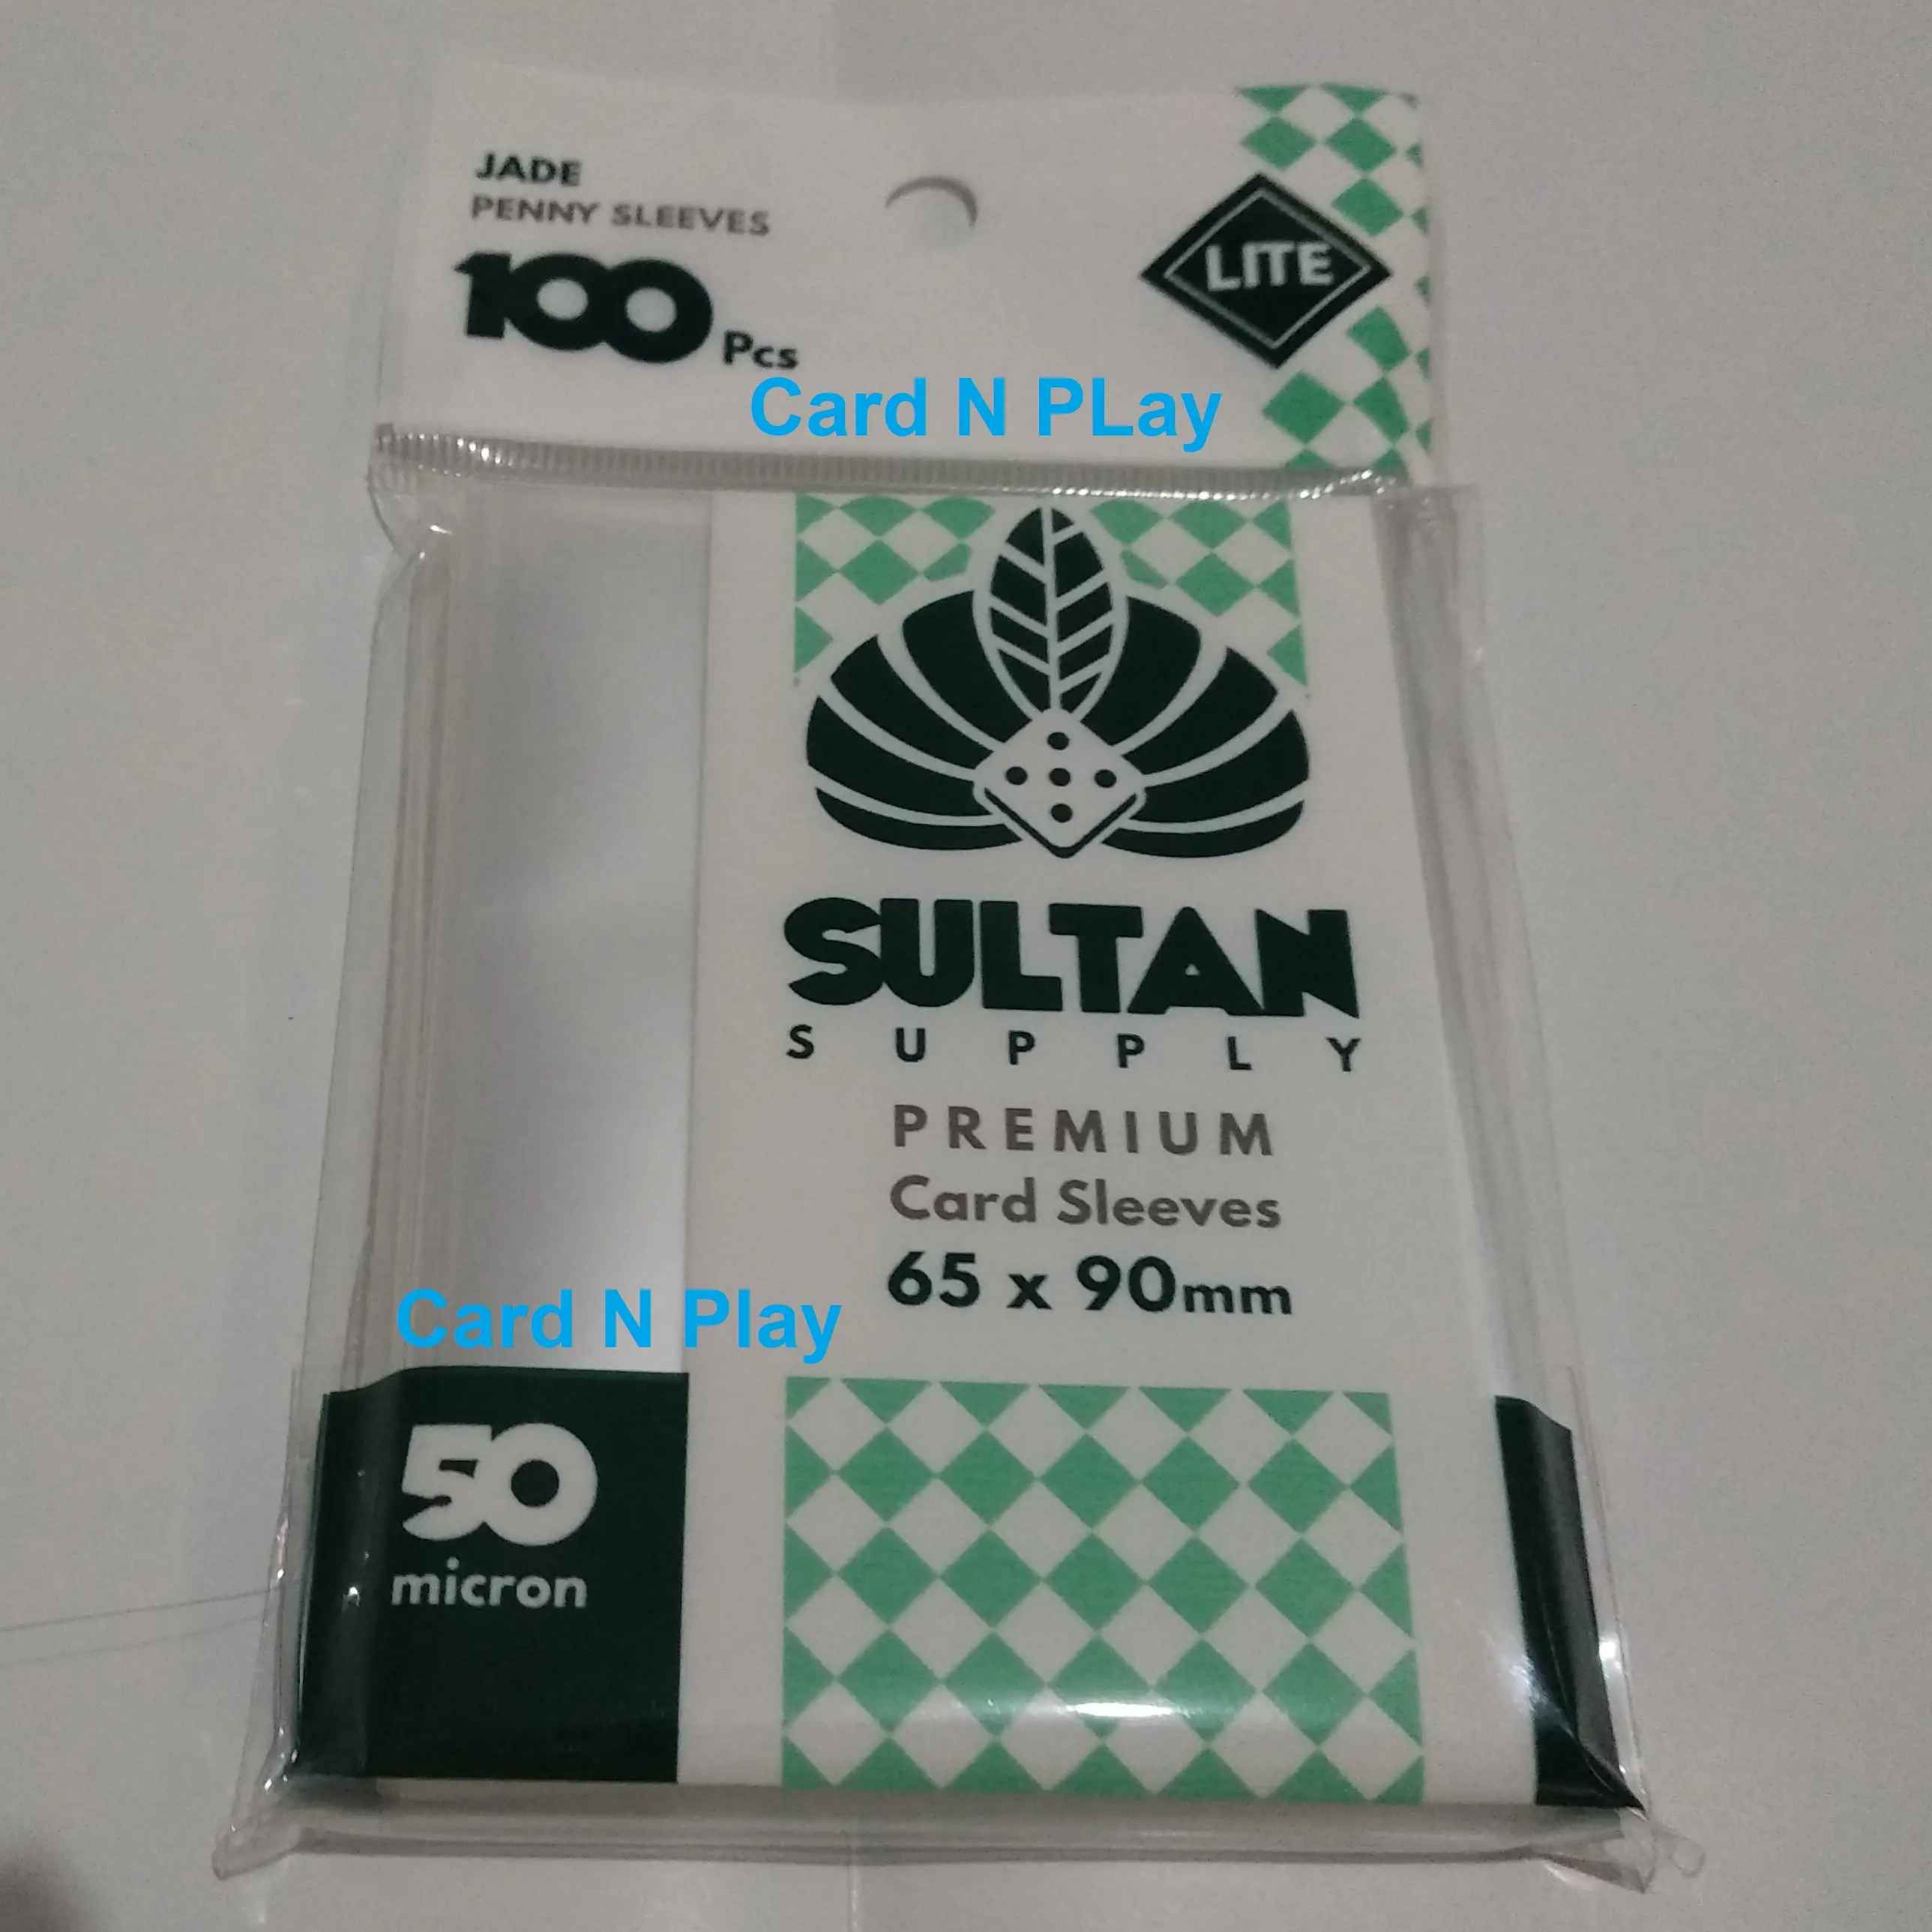 JADE
PENNY SLEEVES
100 Pcs
LITE
Card N PLay
SULTAN
SUPPLY
PREMIUM
Card Sleeves
65 x 90mm
Card N Play
50
micron